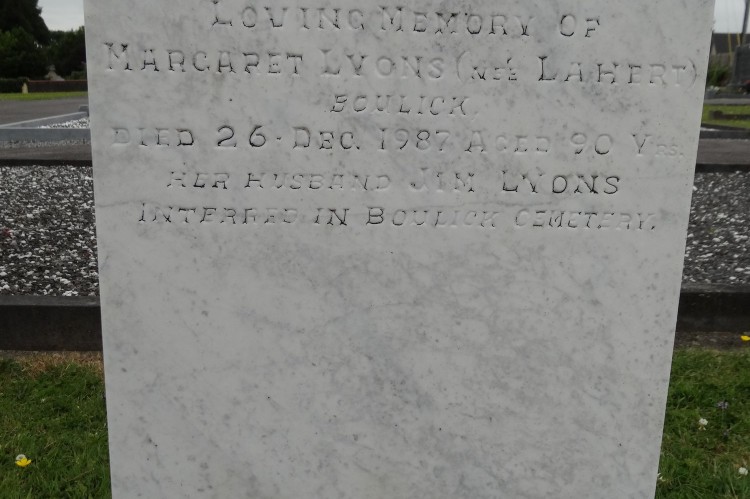 LOVING MEMORY OF
MARGARET LYONS (NEÉ LAHERT)
BOULICK.
DIED 26. DEC. 1987 AGED 90 YRS.
HER HUSBAND JIM LYONS
INTERRED IN BOULICK CEMETERY.